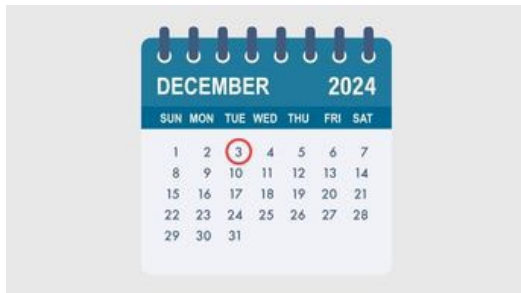 DECEMBER 2024
SUN MON TUE WED THU FRI SAT
1 2 3 4 5 6 7
8 9 10 11 12 13 14
15 16 17 18 19 20 21
22 23 24 25 26 27 28
29 30 31